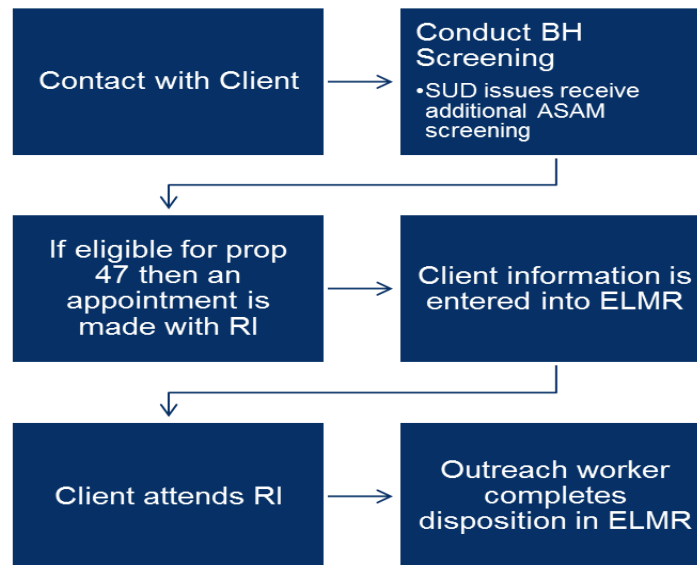 Contact with Client
Conduct BH
Screening
•SUD issues receive
additional ASAM
screening
If eligible for prop
47 then an
appointment is
made with RI
Client information is
entered into ELMR
Client attends RI
Outreach worker
completes
disposition in ELMR